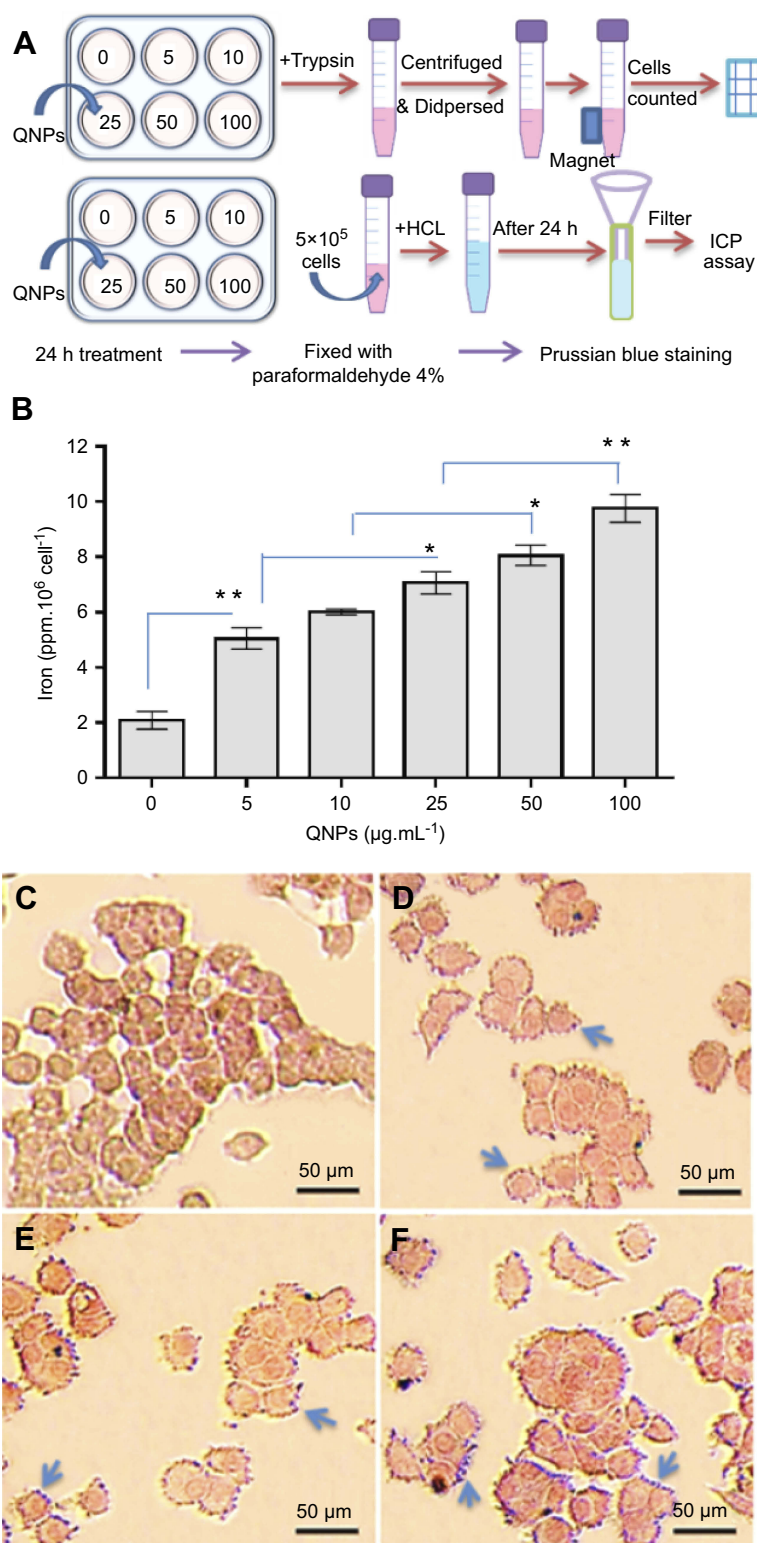 A
0 5 10
25 50 100
QNPs
+Trypsin
Centrifuged
& Didpersed
Magnet
Cells
counted
0 5 10
25 50 100
QNPs
5×10⁵
cells
+HCL
After 24 h
Filter
ICP
assay
24 h treatment
Fixed with
paraformaldehyde 4%
Prussian blue staining
B
Iron (ppm.10⁶ cell⁻¹)
12
10
8
6
4
2
0
**
*
*
**
0 5 10 25 50 100
QNPs (µg.mL⁻¹)
C
50 µm
D
50 µm
E
50 µm
F
50 µm